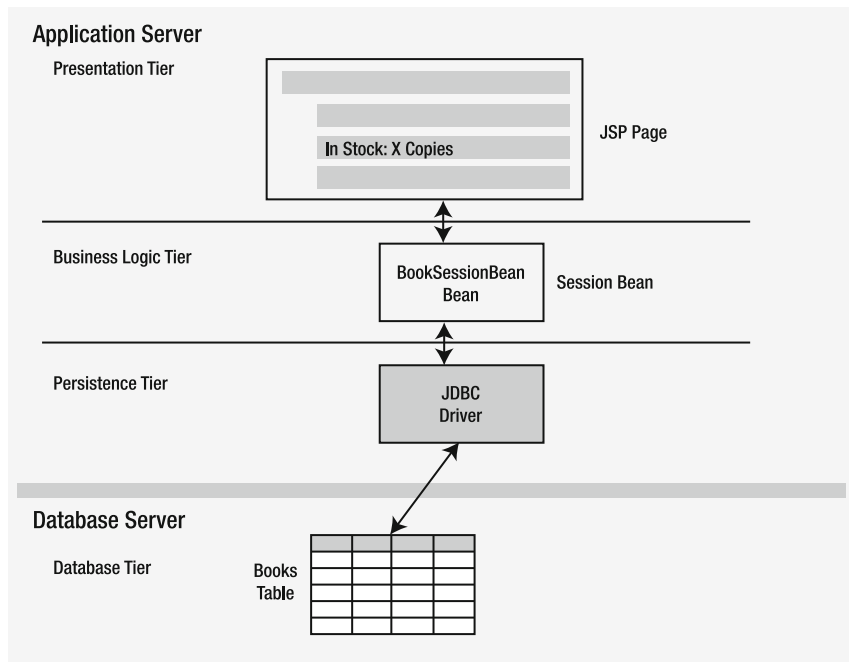 Application Server
Presentation Tier
In Stock: X Copies
JSP Page
Business Logic Tier
BookSessionBean
Bean
Session Bean
Persistence Tier
JDBC
Driver
Database Server
Database Tier
Books
Table